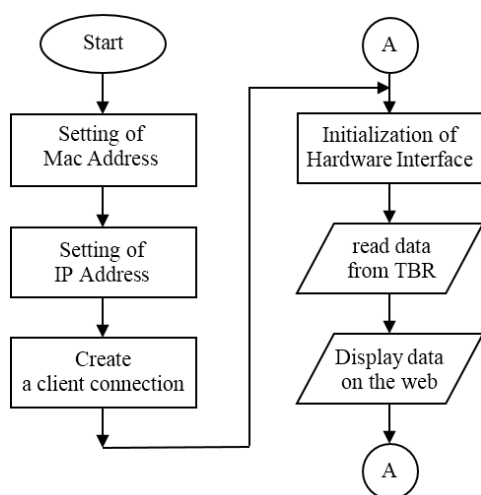 Start
Setting of
Mac Address
Setting of
IP Address
Create
a client connection
A
Initialization of
Hardware Interface
read data
from TBR
Display data
on the web
A